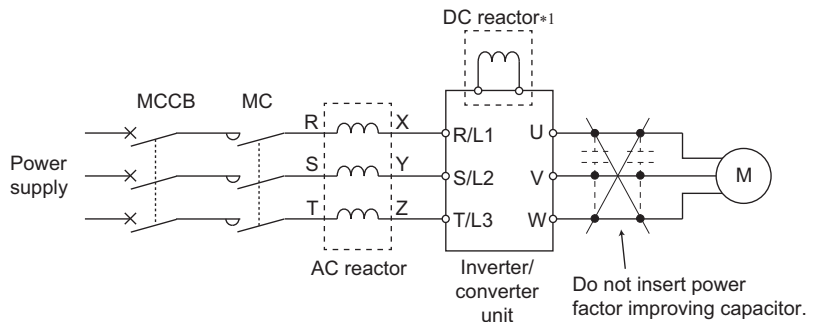 DC reactor*1
MCCB
MC
R
X
R/L1
U
Power
supply
S
Y
S/L2
V
M
T
Z
T/L3
W
AC reactor
Inverter/
converter
unit
Do not insert power
factor improving capacitor.